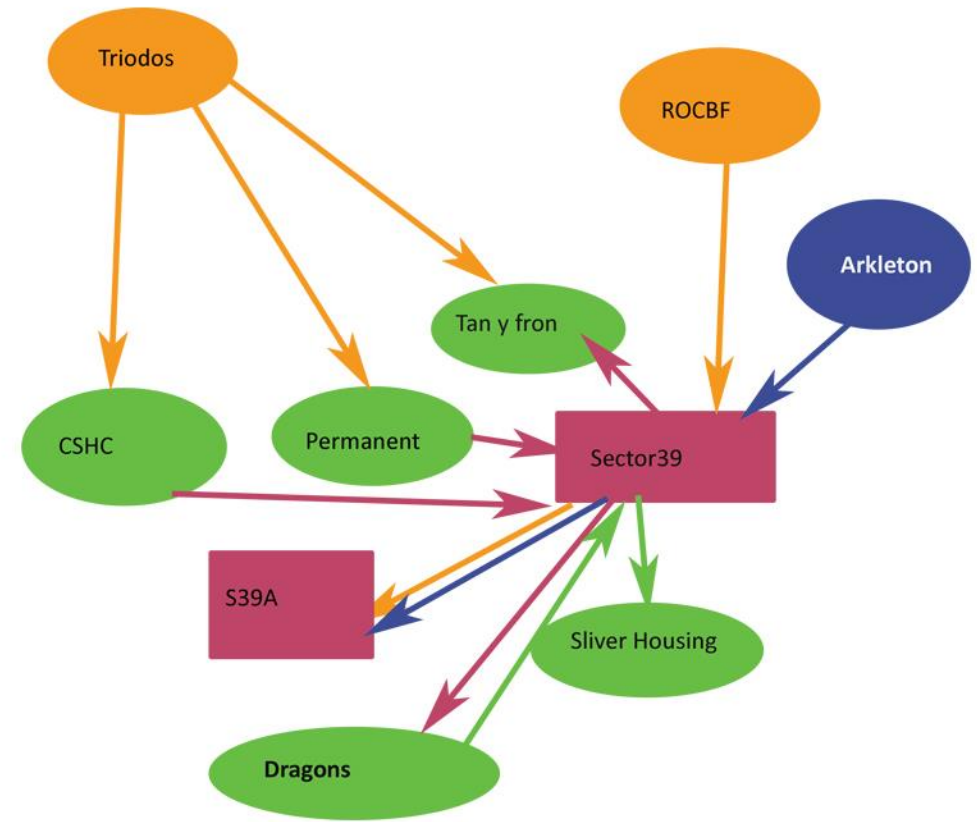 Triodos
ROCBF
Arkleton
Tan y fron
CSHC
Permanent
Sector39
S39A
Sliver Housing
Dragons